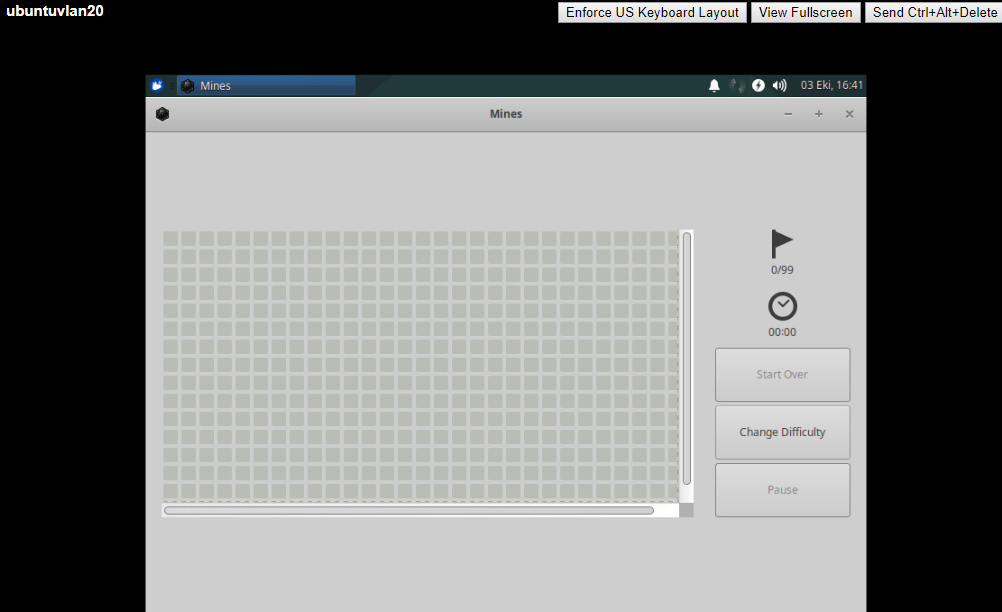 ubuntuvlan20
Enforce US Keyboard Layout
View Fullscreen
Send Ctrl+Alt+Delete
Mines
03 Eki, 16:41
Mines
0/99
00:00
Start Over
Change Difficulty
Pause